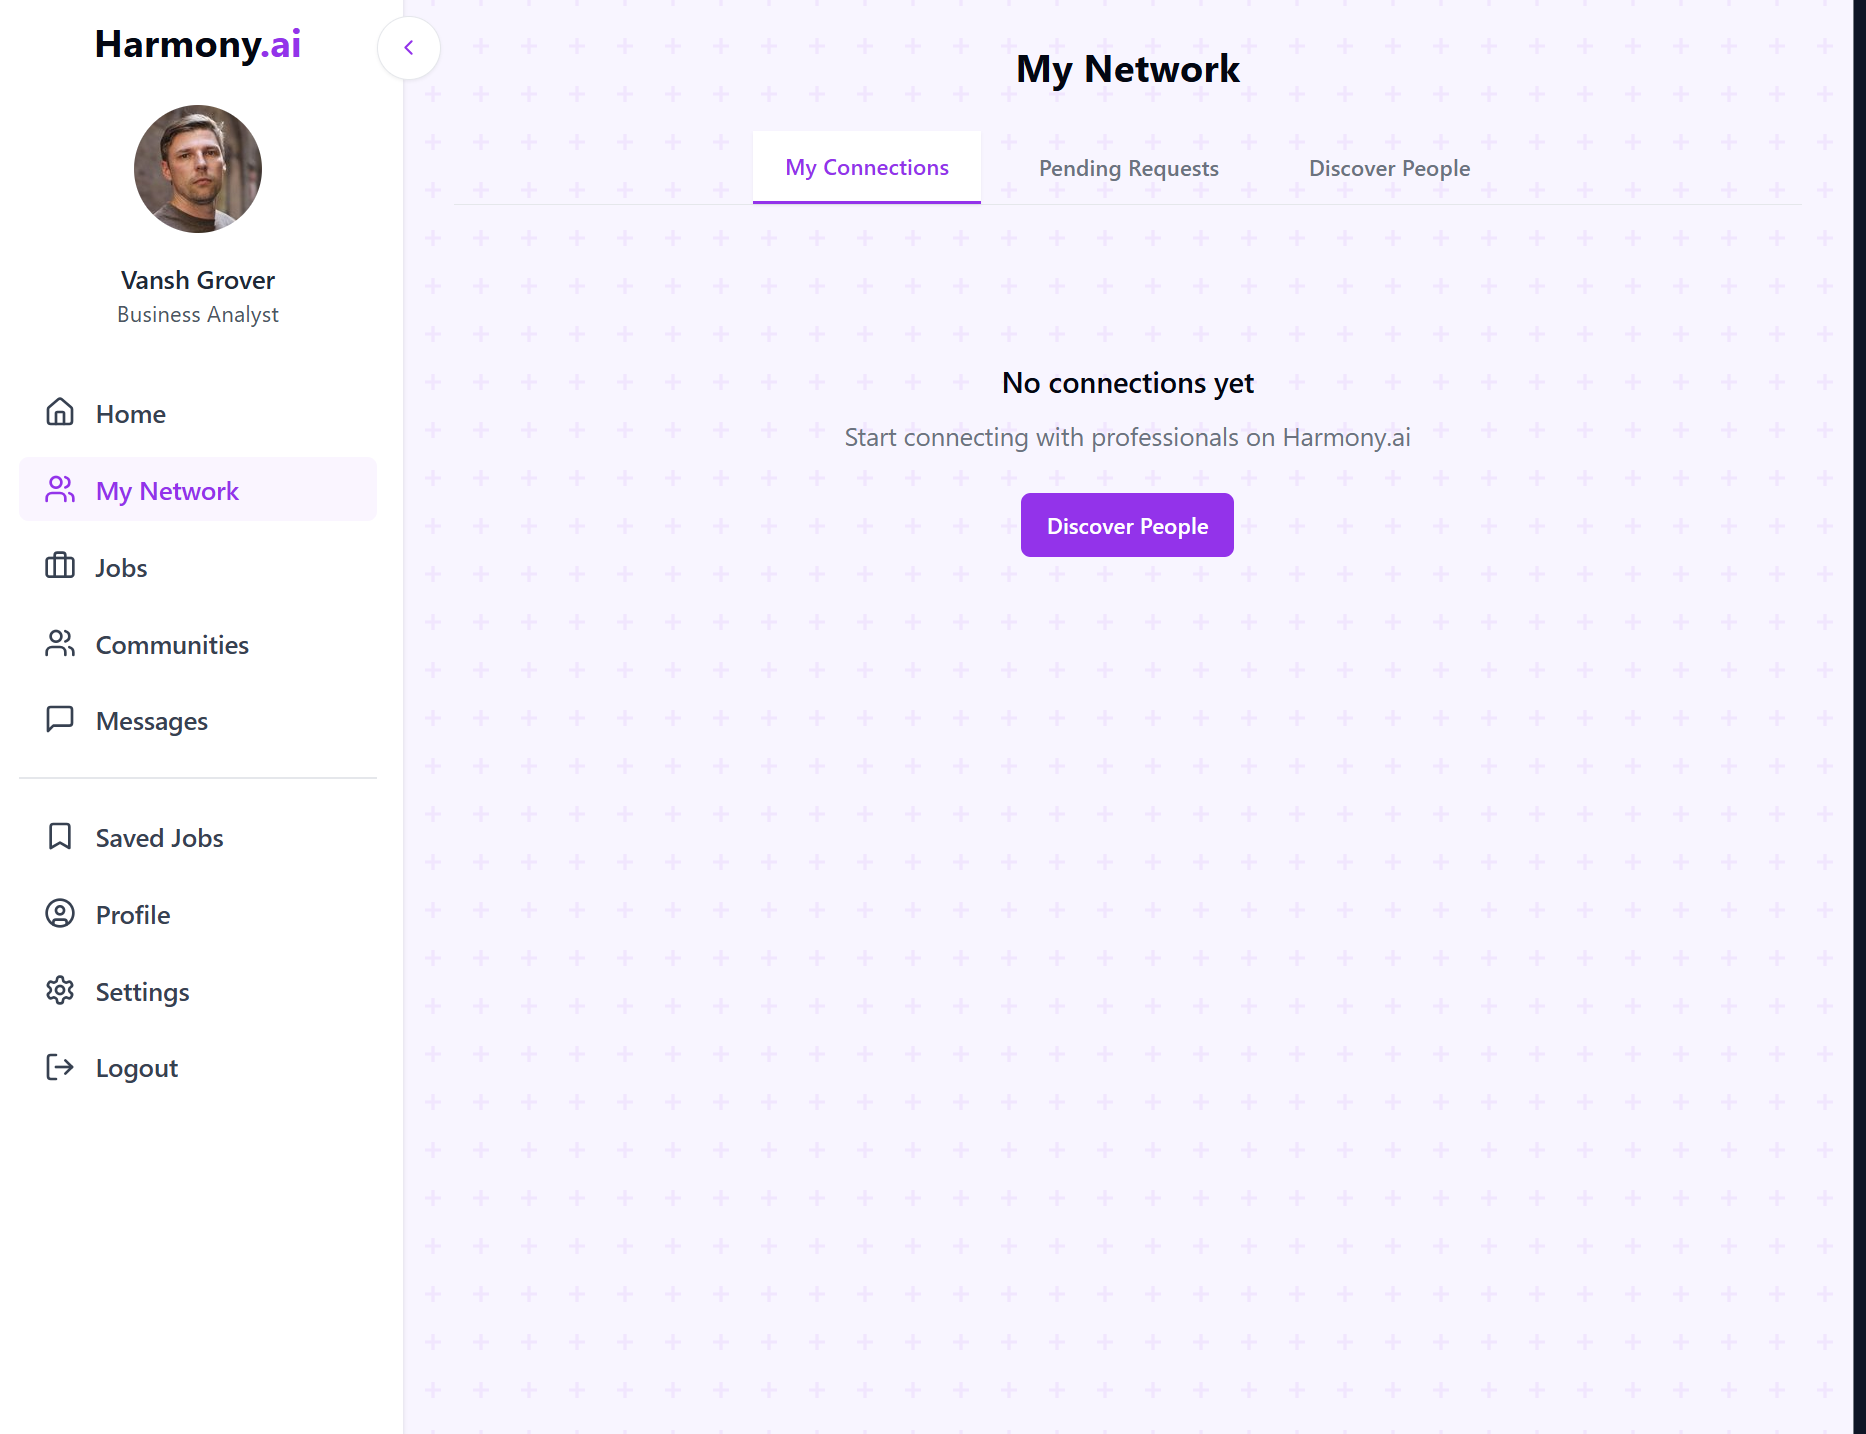 Harmony.ai
Vansh Grover
Business Analyst
Home
My Network
Jobs
Communities
Messages
Saved Jobs
Profile
Settings
Logout
My Network
My Connections
Pending Requests
Discover People
No connections yet
Start connecting with professionals on Harmony.ai
Discover People